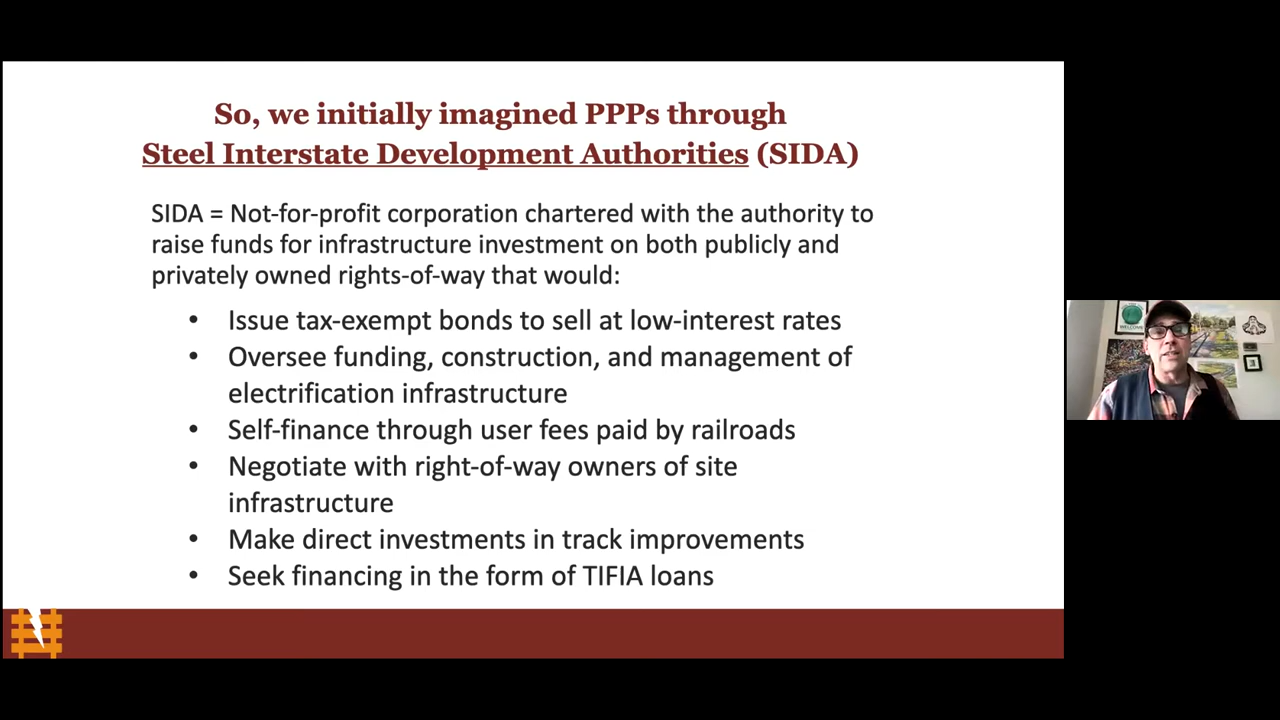 So, we initially imagined PPPs through
Steel Interstate Development Authorities (SIDA)
SIDA = Not-for-profit corporation chartered with the authority to
raise funds for infrastructure investment on both publicly and
privately owned rights-of-way that would:
• Issue tax-exempt bonds to sell at low-interest rates
• Oversee funding, construction, and management of
electrification infrastructure
• Self-finance through user fees paid by railroads
• Negotiate with right-of-way owners of site
infrastructure
• Make direct investments in track improvements
• Seek financing in the form of TIFIA loans
WELCOME